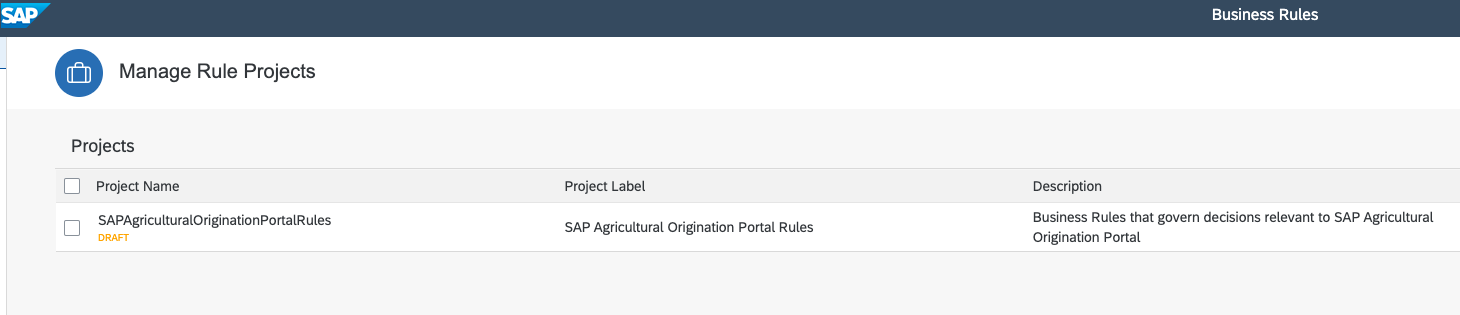 SAP
Business Rules
Manage Rule Projects
Projects
Project Name Project Label Description
SAPAgriculturalOriginationPortalRules
DRAFT
SAP Agricultural Origination Portal Rules
Business Rules that govern decisions relevant to SAP Agricultural
Origination Portal